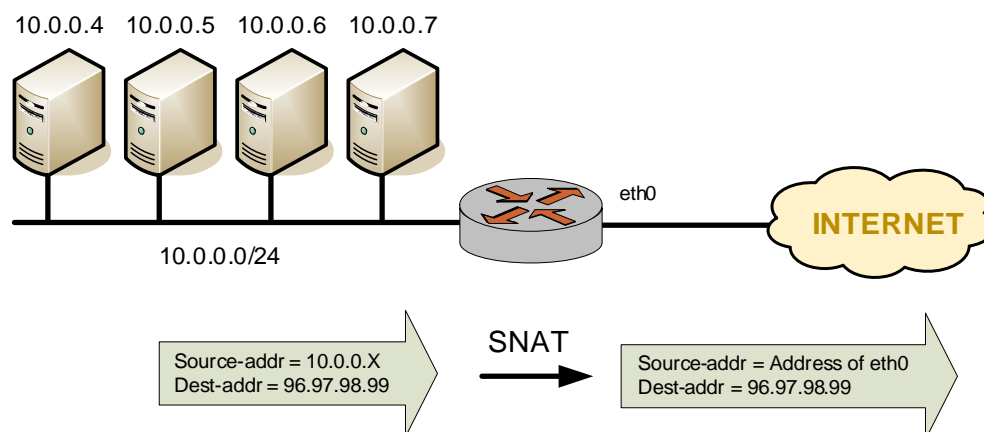 10.0.0.4 10.0.0.5 10.0.0.6 10.0.0.7
eth0
INTERNET
10.0.0.0/24
SNAT
Source-addr = 10.0.0.X
Dest-addr = 96.97.98.99
Source-addr = Address of eth0
Dest-addr = 96.97.98.99